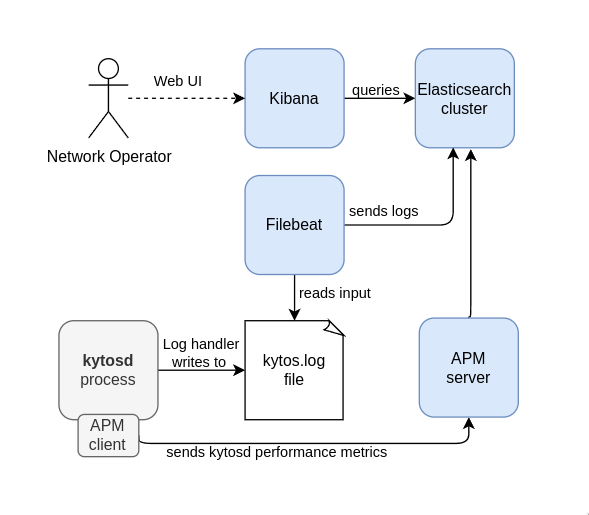 Web UI
Kibana
queries
Elasticsearch
cluster
Network Operator
Filebeat
sends logs
reads input
kytosd
process
Log handler
writes to
kytos.log
file
APM
server
APM
client
sends kytosd performance metrics